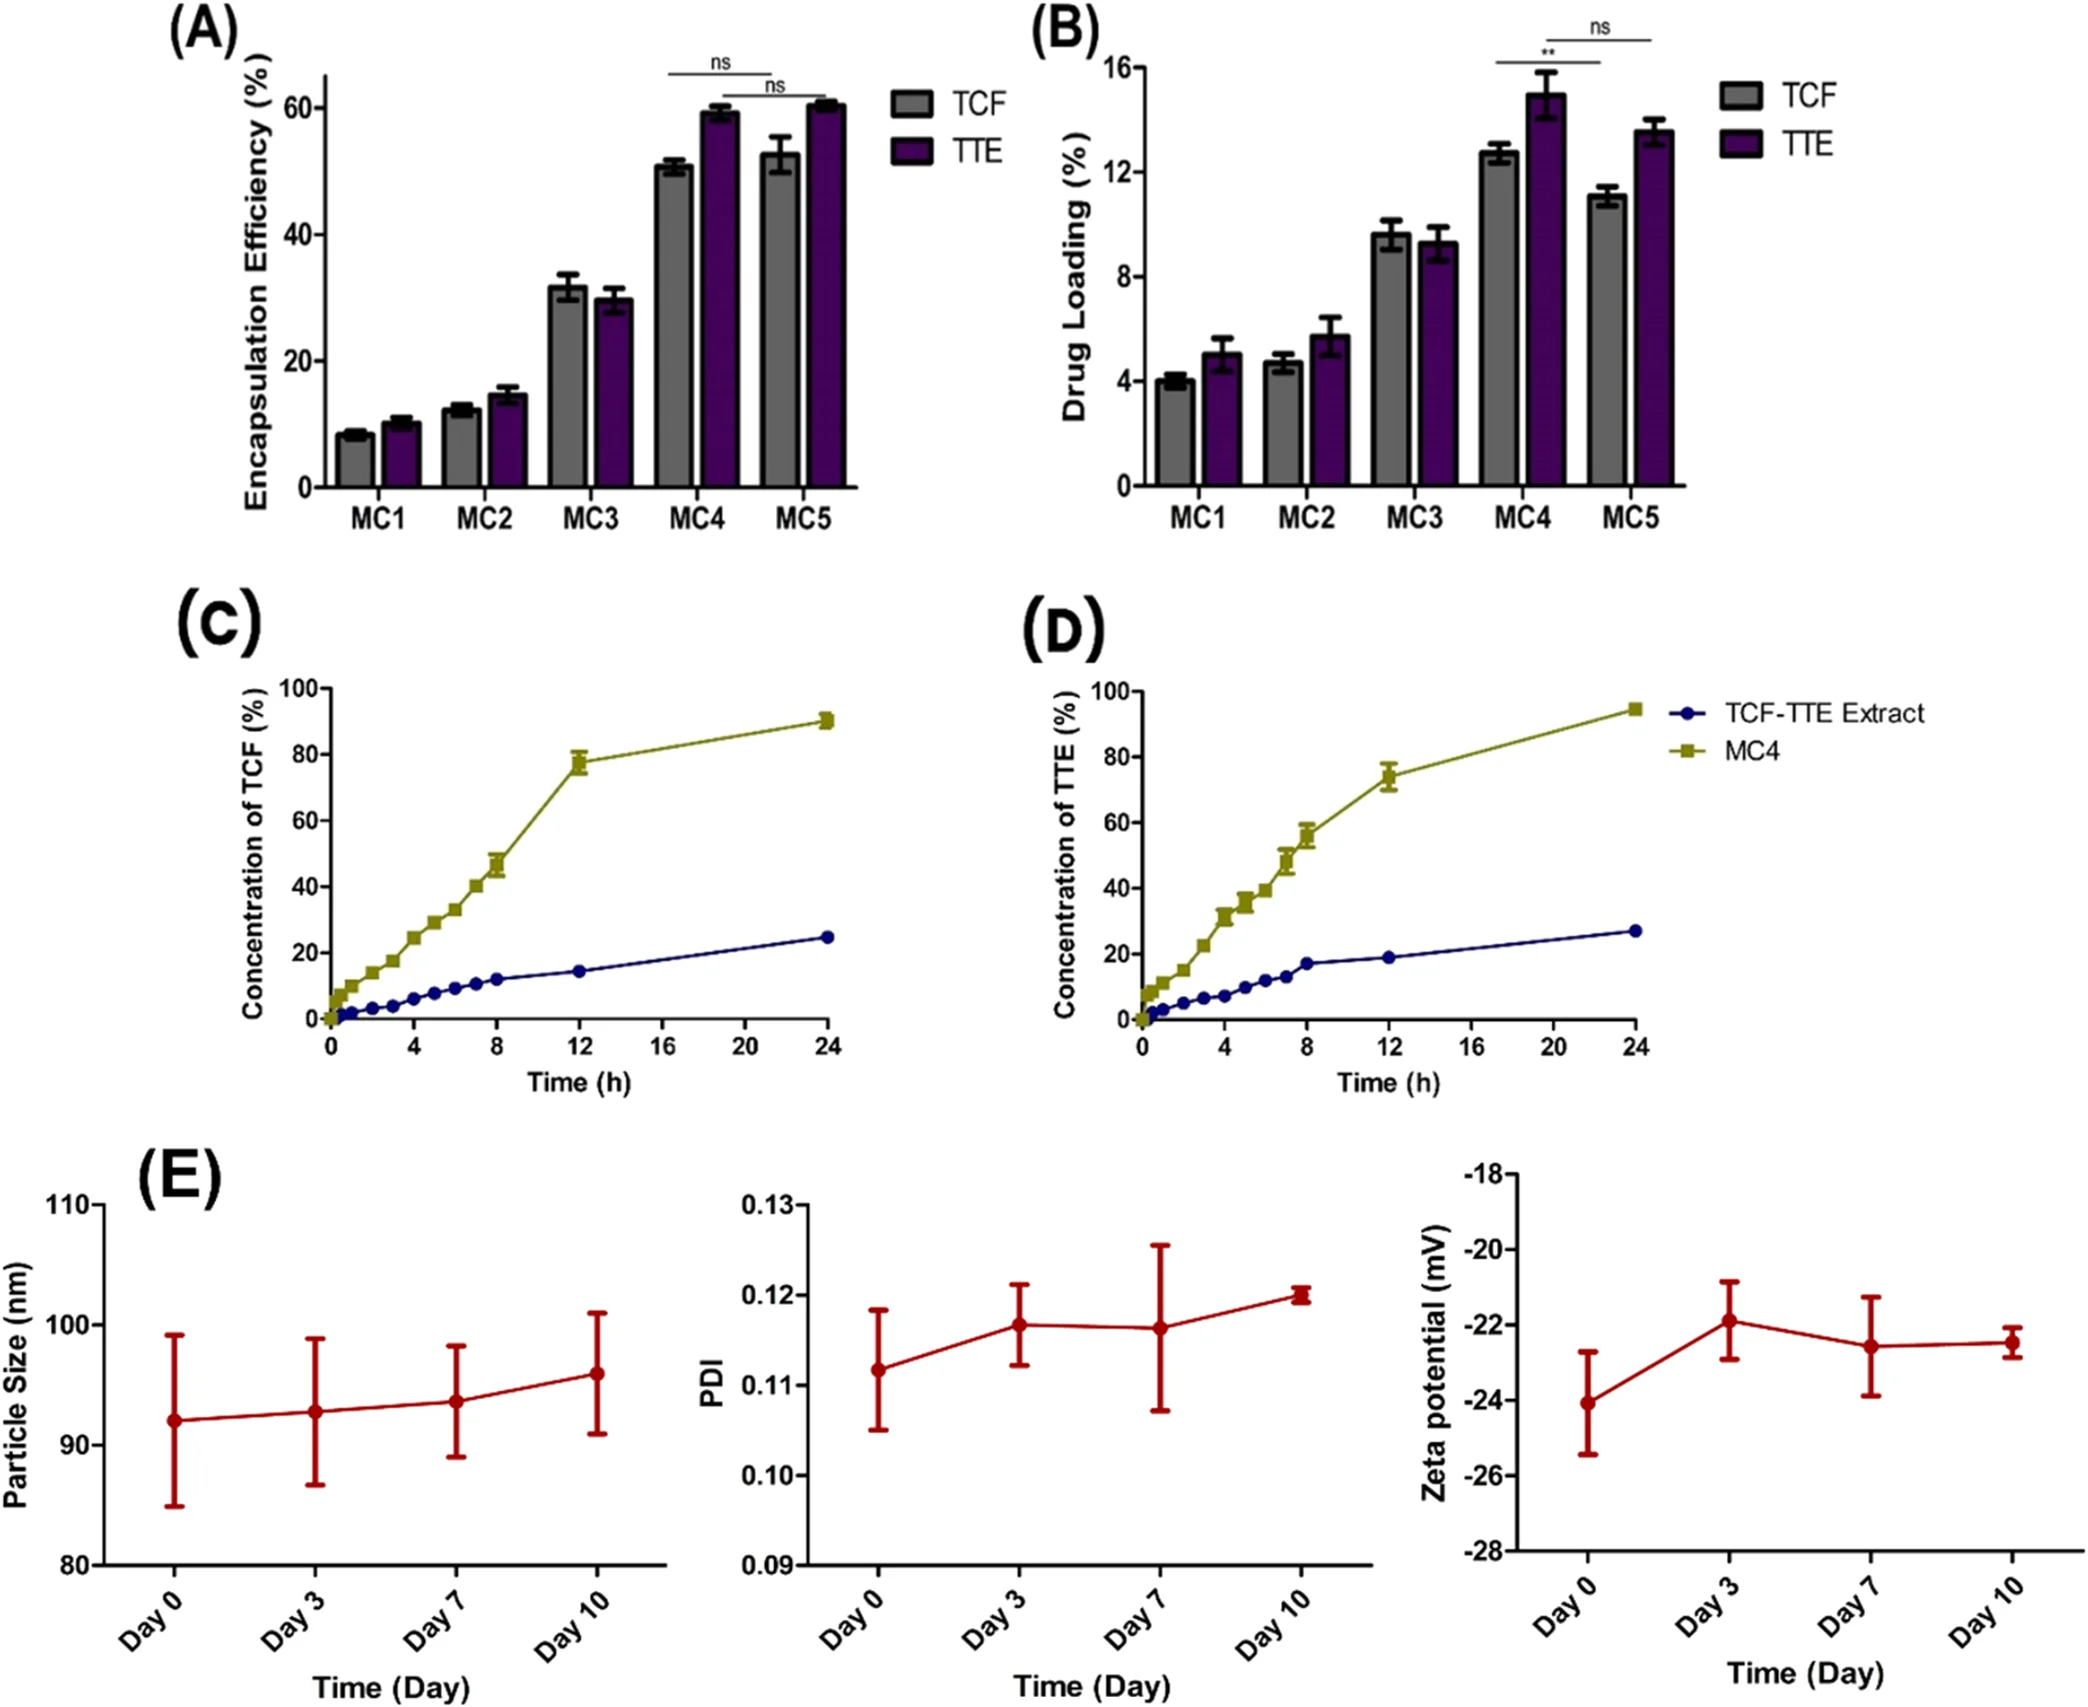 (A)
Encapsulation Efficiency (%)
60
40
20
0
MC1 MC2 MC3 MC4 MC5
ns
ns
TCF
TTE
(B)
Drug Loading (%)
16
12
8
4
0
MC1 MC2 MC3 MC4 MC5
ns
**
TCF
TTE
(C)
Concentration of TCF (%)
100
80
60
40
20
0
0 4 8 12 16 20 24
Time (h)
(D)
Concentration of TTE (%)
100
80
60
40
20
0
0 4 8 12 16 20 24
Time (h)
TCF-TTE Extract
MC4
(E)
Particle Size (nm)
110
100
90
80
Day 0 Day 3 Day 7 Day 10
Time (Day)
PDI
0.13
0.12
0.11
0.10
0.09
Day 0 Day 3 Day 7 Day 10
Time (Day)
Zeta potential (mV)
-18
-20
-22
-24
-26
-28
Day 0 Day 3 Day 7 Day 10
Time (Day)